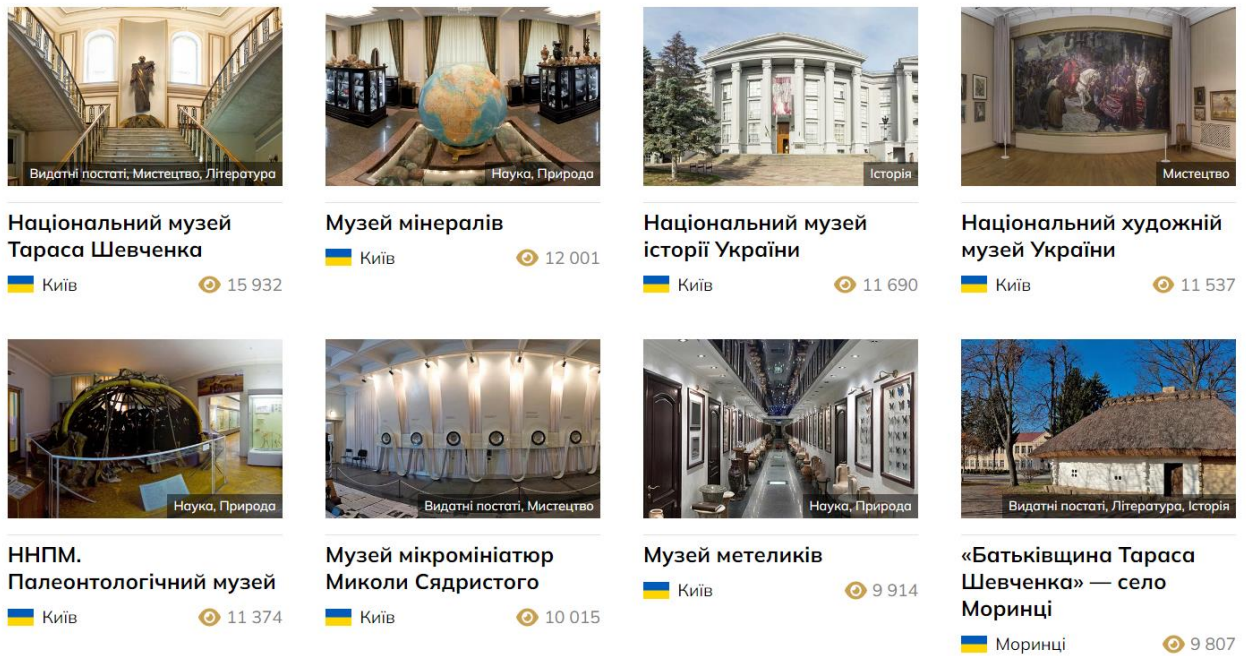 Видатні постаті, Мистецтво, Література
Національний музей
Тараса Шевченка
Київ
15 932
Наука, Природа
Музей мінералів
Київ
12 001
Історія
Національний музей
історії України
Київ
11 690
Мистецтво
Національний художній
музей України
Київ
11 537
Наука, Природа
ННПМ.
Палеонтологічний музей
Київ
11 374
Видатні постаті, Мистецтво
Музей мікромініатюр
Миколи Сядристого
Київ
10 015
Наука, Природа
Музей метеликів
Київ
9 914
Видатні постаті, Література, Історія
«Батьківщина Тараса
Шевченка» — село
Моринці
Моринці
9 807